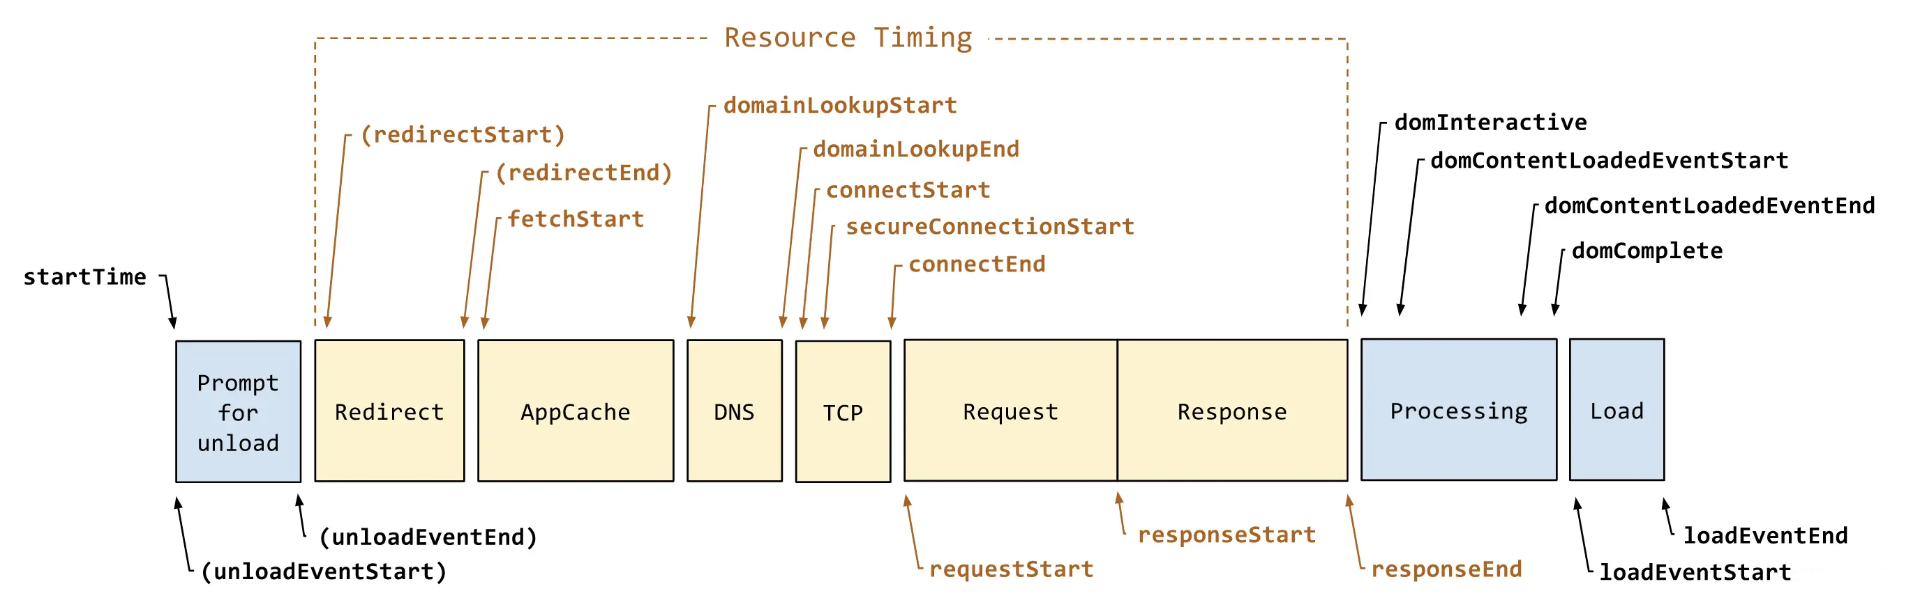 Resource Timing
domainLookupStart
(redirectStart)
domInteractive
domainLookupEnd
domContentLoadedEventStart
(redirectEnd)
connectStart
domContentLoadedEventEnd
fetchStart
secureConnectionStart
domComplete
connectEnd
startTime
Prompt
for
unload
Redirect
AppCache
DNS
TCP
Request
Response
Processing
Load
(unloadEventEnd)
responseStart
loadEventEnd
(unloadEventStart)
requestStart
responseEnd
loadEventStart